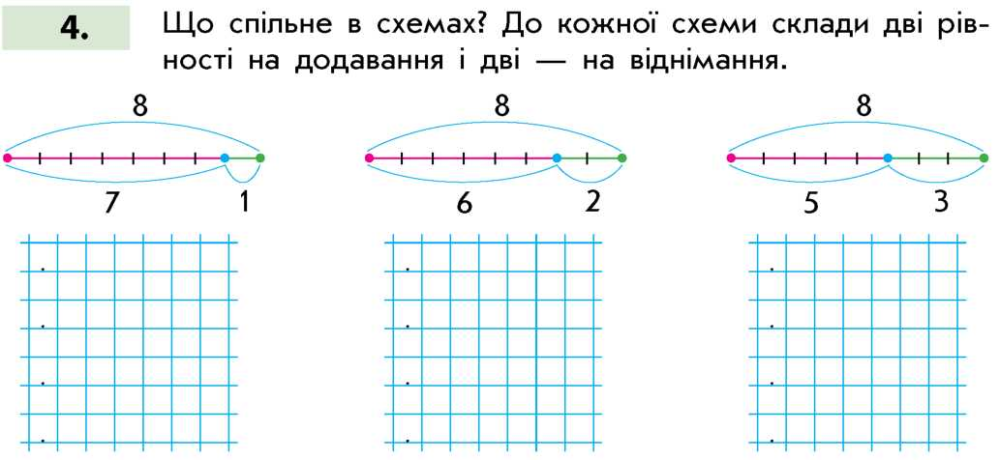 4. Що спільне в схемах? До кожної схеми склади дві рів-
ності на додавання і дві — на віднімання.
8 8 8
7 1 6 2 5 3